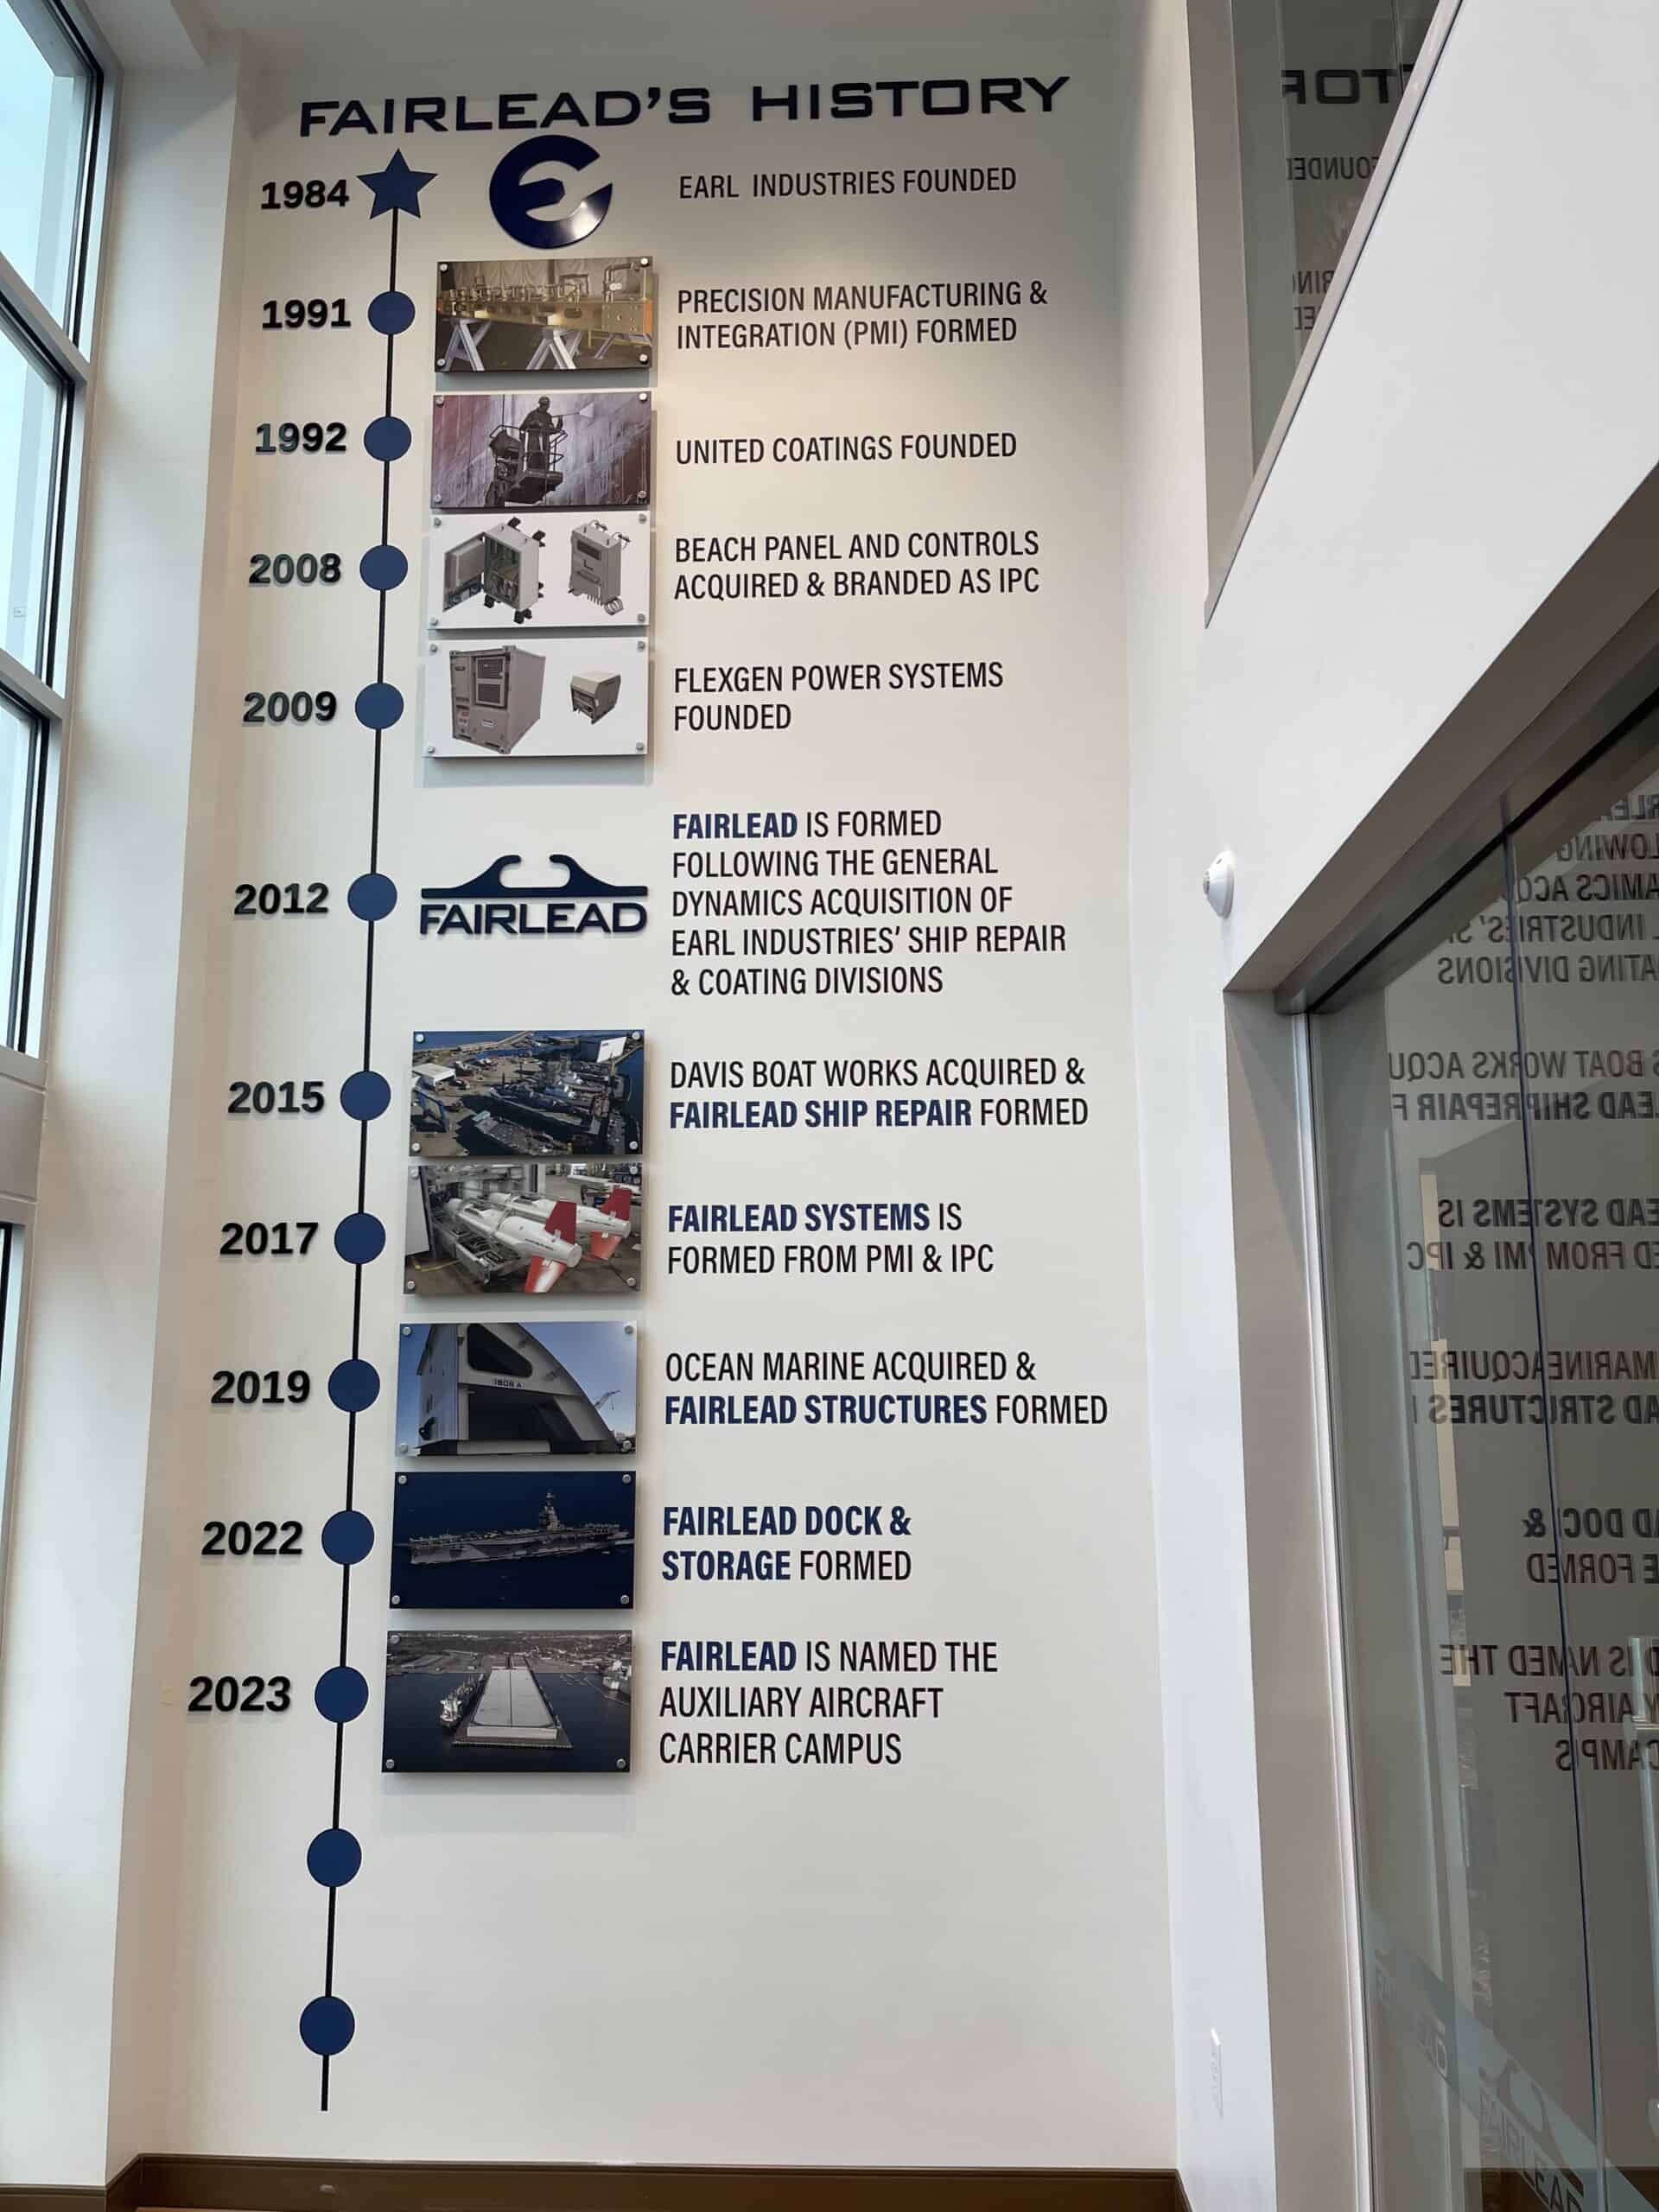 FAIRLEAD'S HISTORY
1984
EARL INDUSTRIES FOUNDED
1991
PRECISION MANUFACTURING &
INTEGRATION (PMI) FORMED
1992
UNITED COATINGS FOUNDED
2008
BEACH PANEL AND CONTROLS
ACQUIRED & BRANDED AS IPC
2009
FLEXGEN POWER SYSTEMS
FOUNDED
2012
FAIRLEAD
FAIRLEAD IS FORMED
FOLLOWING THE GENERAL
DYNAMICS ACQUISITION OF
EARL INDUSTRIES' SHIP REPAIR
& COATING DIVISIONS
2015
DAVIS BOAT WORKS ACQUIRED &
FAIRLEAD SHIP REPAIR FORMED
2017
FAIRLEAD SYSTEMS IS
FORMED FROM PMI & IPC
2019
OCEAN MARINE ACQUIRED &
FAIRLEAD STRUCTURES FORMED
2022
FAIRLEAD DOCK &
STORAGE FORMED
2023
FAIRLEAD IS NAMED THE
AUXILIARY AIRCRAFT
CARRIER CAMPUS